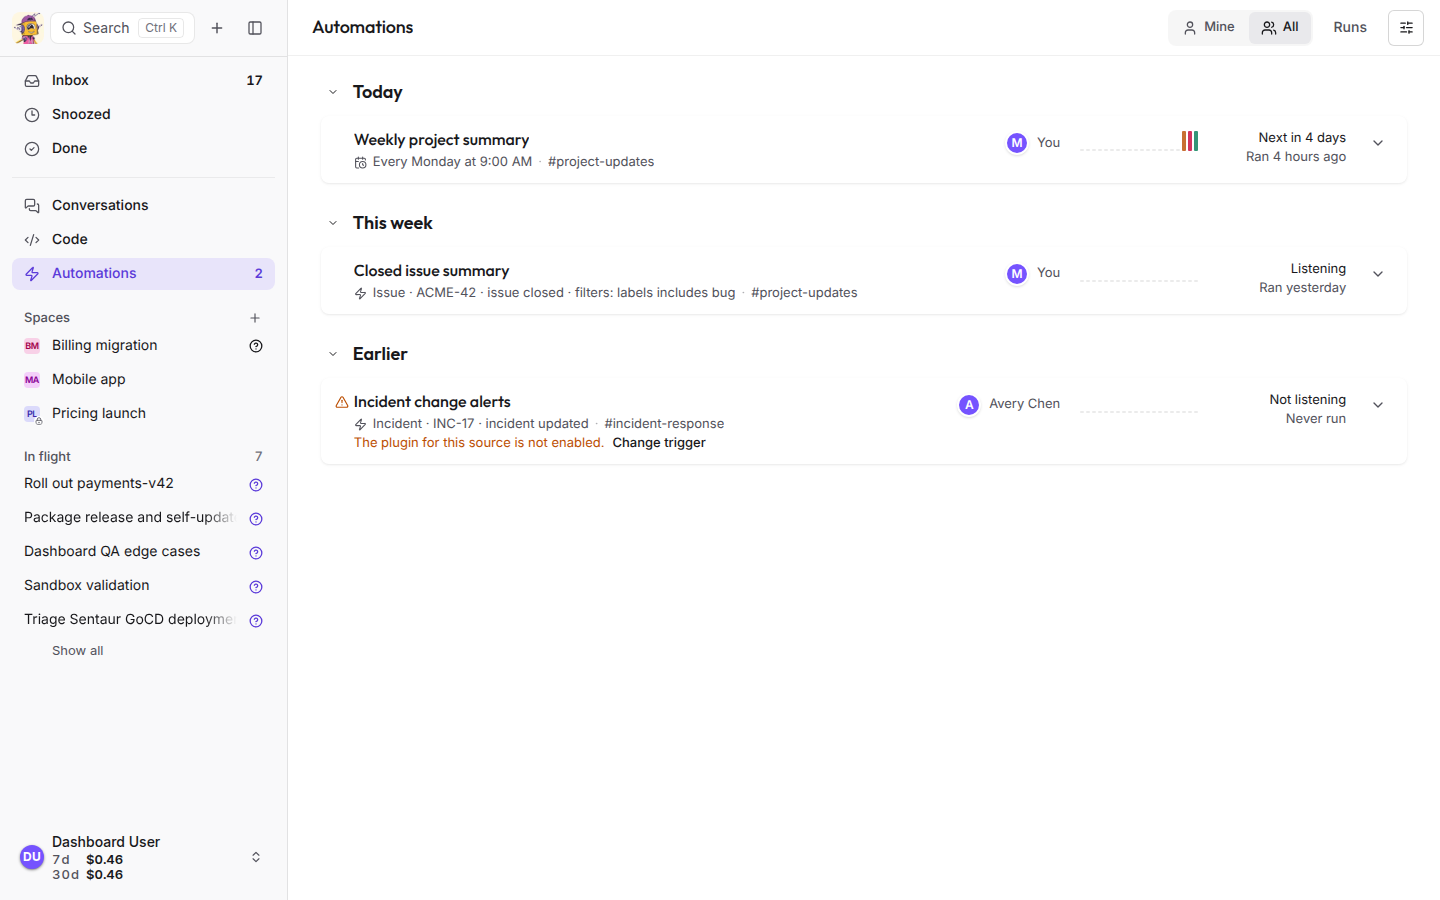 Search Ctrl K
Inbox 17
Snoozed
Done
Conversations
Code
Automations 2
Spaces
BM Billing migration
MA Mobile app
PL Pricing launch
In flight 7
Roll out payments-v42
Package release and self-updat
Dashboard QA edge cases
Sandbox validation
Triage Sentaur GoCD deployme
Show all
DU Dashboard User
7d $0.46
30d $0.46
Automations
Mine All Runs
Today
Weekly project summary
Every Monday at 9:00 AM · #project-updates
M You
Next in 4 days
Ran 4 hours ago
This week
Closed issue summary
Issue · ACME-42 · issue closed · filters: labels includes bug · #project-updates
M You
Listening
Ran yesterday
Earlier
Incident change alerts
Incident · INC-17 · incident updated · #incident-response
The plugin for this source is not enabled. Change trigger
A Avery Chen
Not listening
Never run